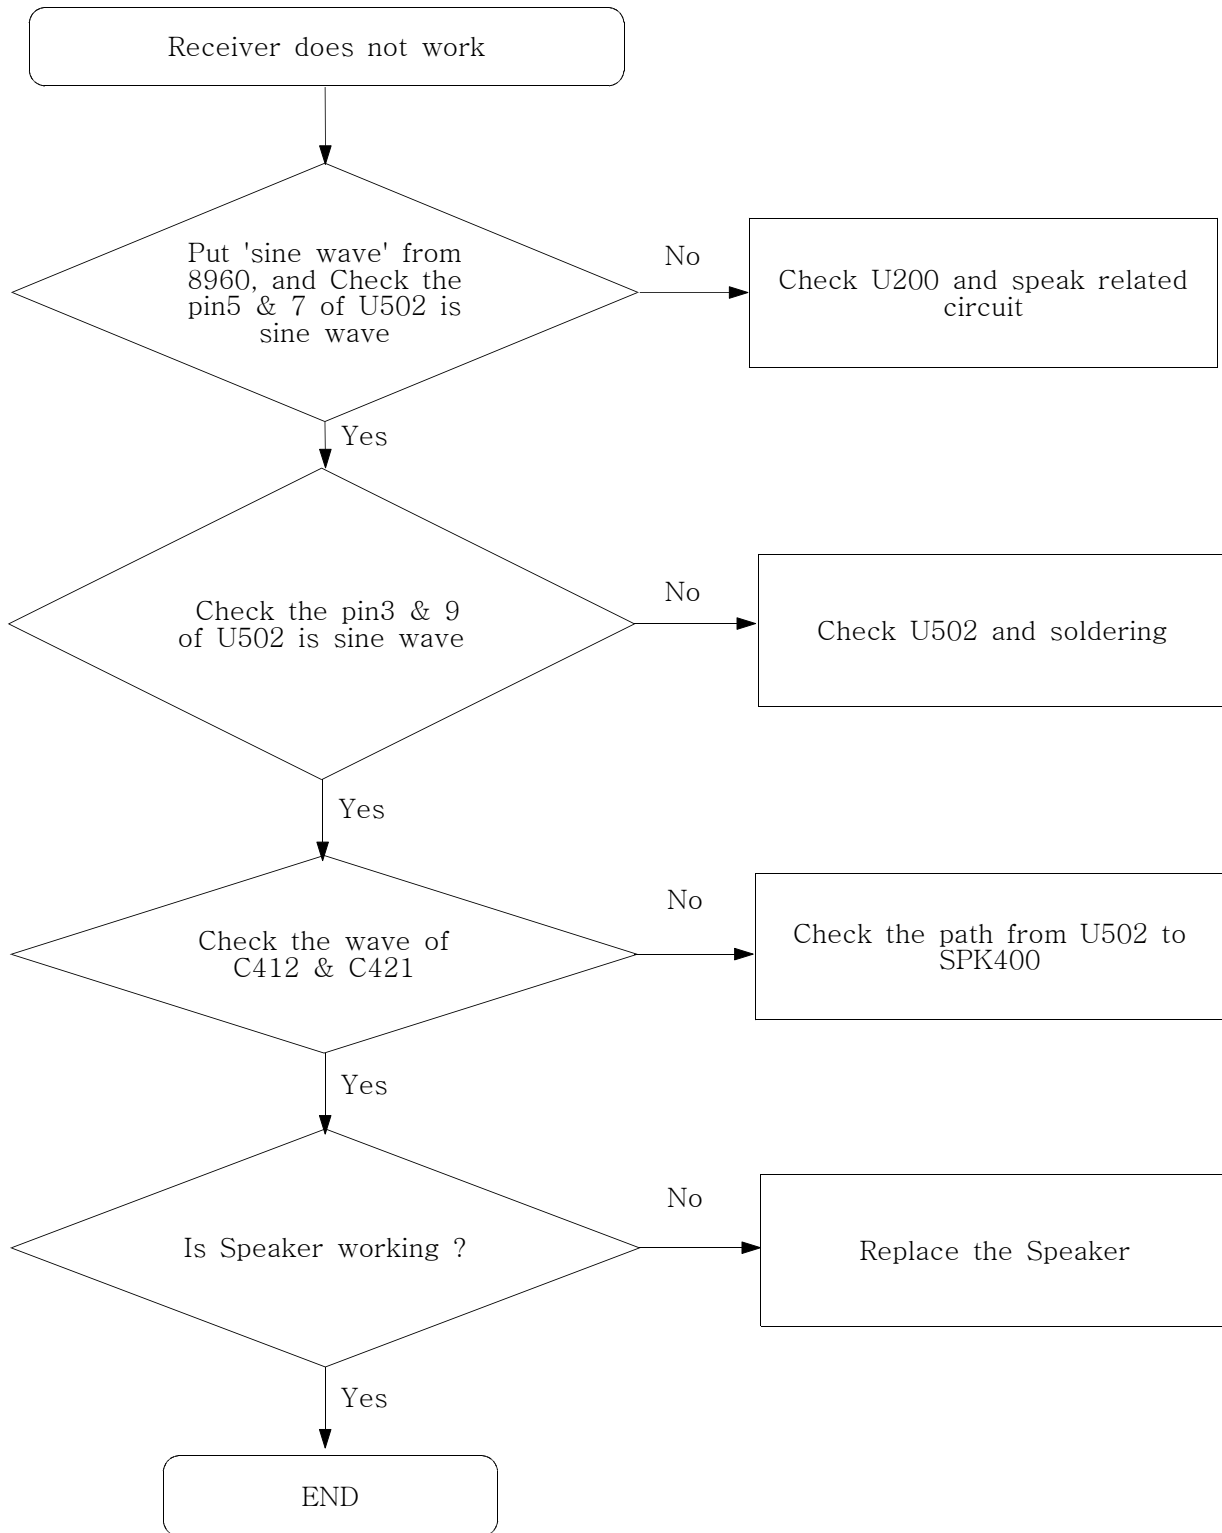 Receiver does not work
Put 'sine wave' from
8960, and Check the
pin5 & 7 of U502 is
sine wave
No
Check U200 and speak related
circuit
Yes
Check the pin3 & 9
of U502 is sine wave
No
Check U502 and soldering
Yes
Check the wave of
C412 & C421
No
Check the path from U502 to
SPK400
Yes
Is Speaker working ?
No
Replace the Speaker
Yes
END